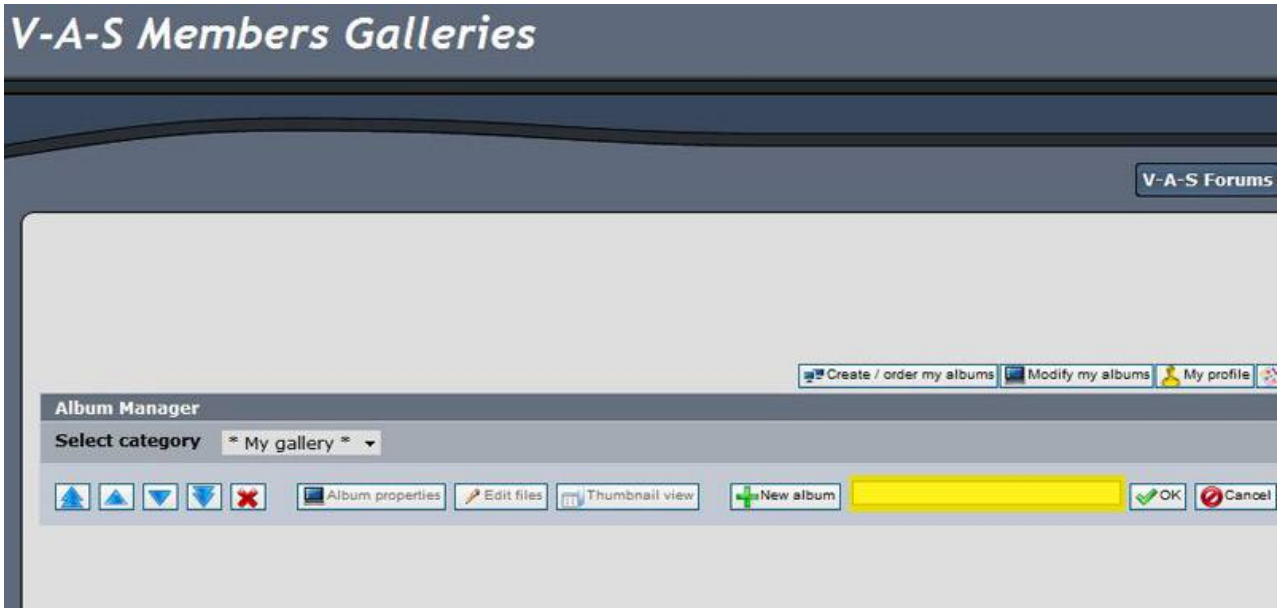 V-A-S Members Galleries
V-A-S Forums
Create / order my albums Modify my albums My profile
Album Manager
Select category * My gallery *
Album properties Edit files Thumbnail view New album OK Cancel